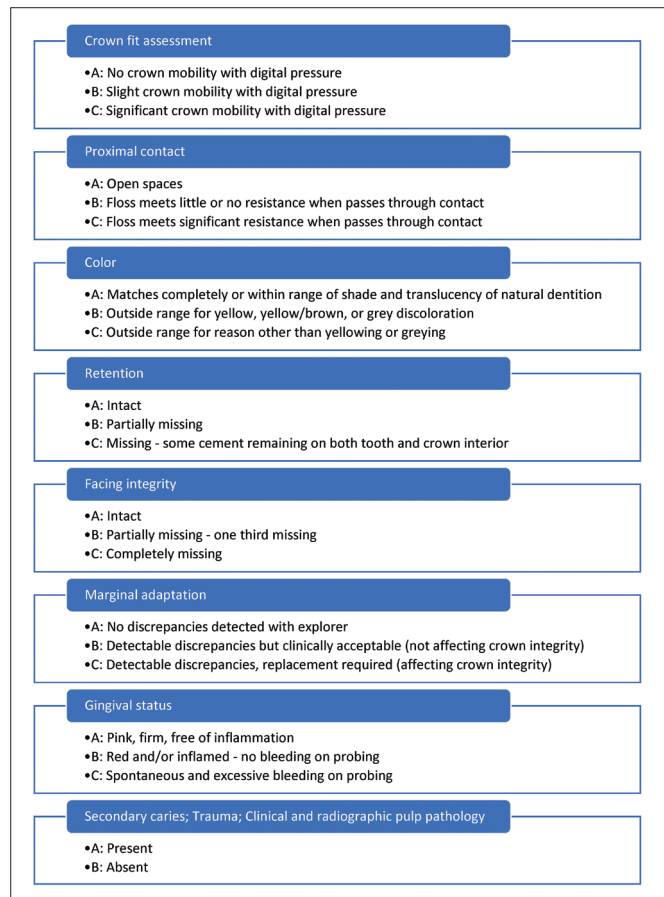 Crown fit assessment
•A: No crown mobility with digital pressure
•B: Slight crown mobility with digital pressure
•C: Significant crown mobility with digital pressure
Proximal contact
•A: Open spaces
•B: Floss meets little or no resistance when passes through contact
•C: Floss meets significant resistance when passes through contact
Color
•A: Matches completely or within range of shade and translucency of natural dentition
•B: Outside range for yellow, yellow/brown, or grey discoloration
•C: Outside range for reason other than yellowing or greying
Retention
•A: Intact
•B: Partially missing
•C: Missing - some cement remaining on both tooth and crown interior
Facing integrity
•A: Intact
•B: Partially missing - one third missing
•C: Completely missing
Marginal adaptation
•A: No discrepancies detected with explorer
•B: Detectable discrepancies but clinically acceptable (not affecting crown integrity)
•C: Detectable discrepancies, replacement required (affecting crown integrity)
Gingival status
•A: Pink, firm, free of inflammation
•B: Red and/or inflamed - no bleeding on probing
•C: Spontaneous and excessive bleeding on probing
Secondary caries; Trauma; Clinical and radiographic pulp pathology
•A: Present
•B: Absent